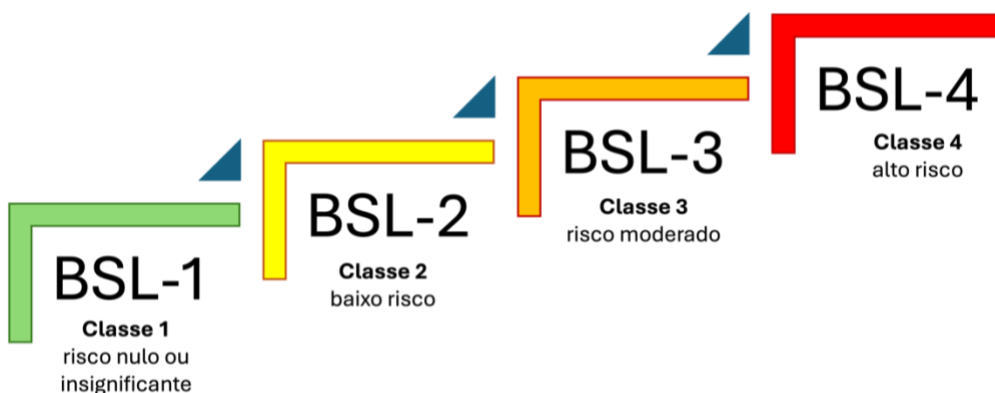 BSL-1
Classe 1
risco nulo ou
insignificante
BSL-2
Classe 2
baixo risco
BSL-3
Classe 3
risco moderado
BSL-4
Classe 4
alto risco